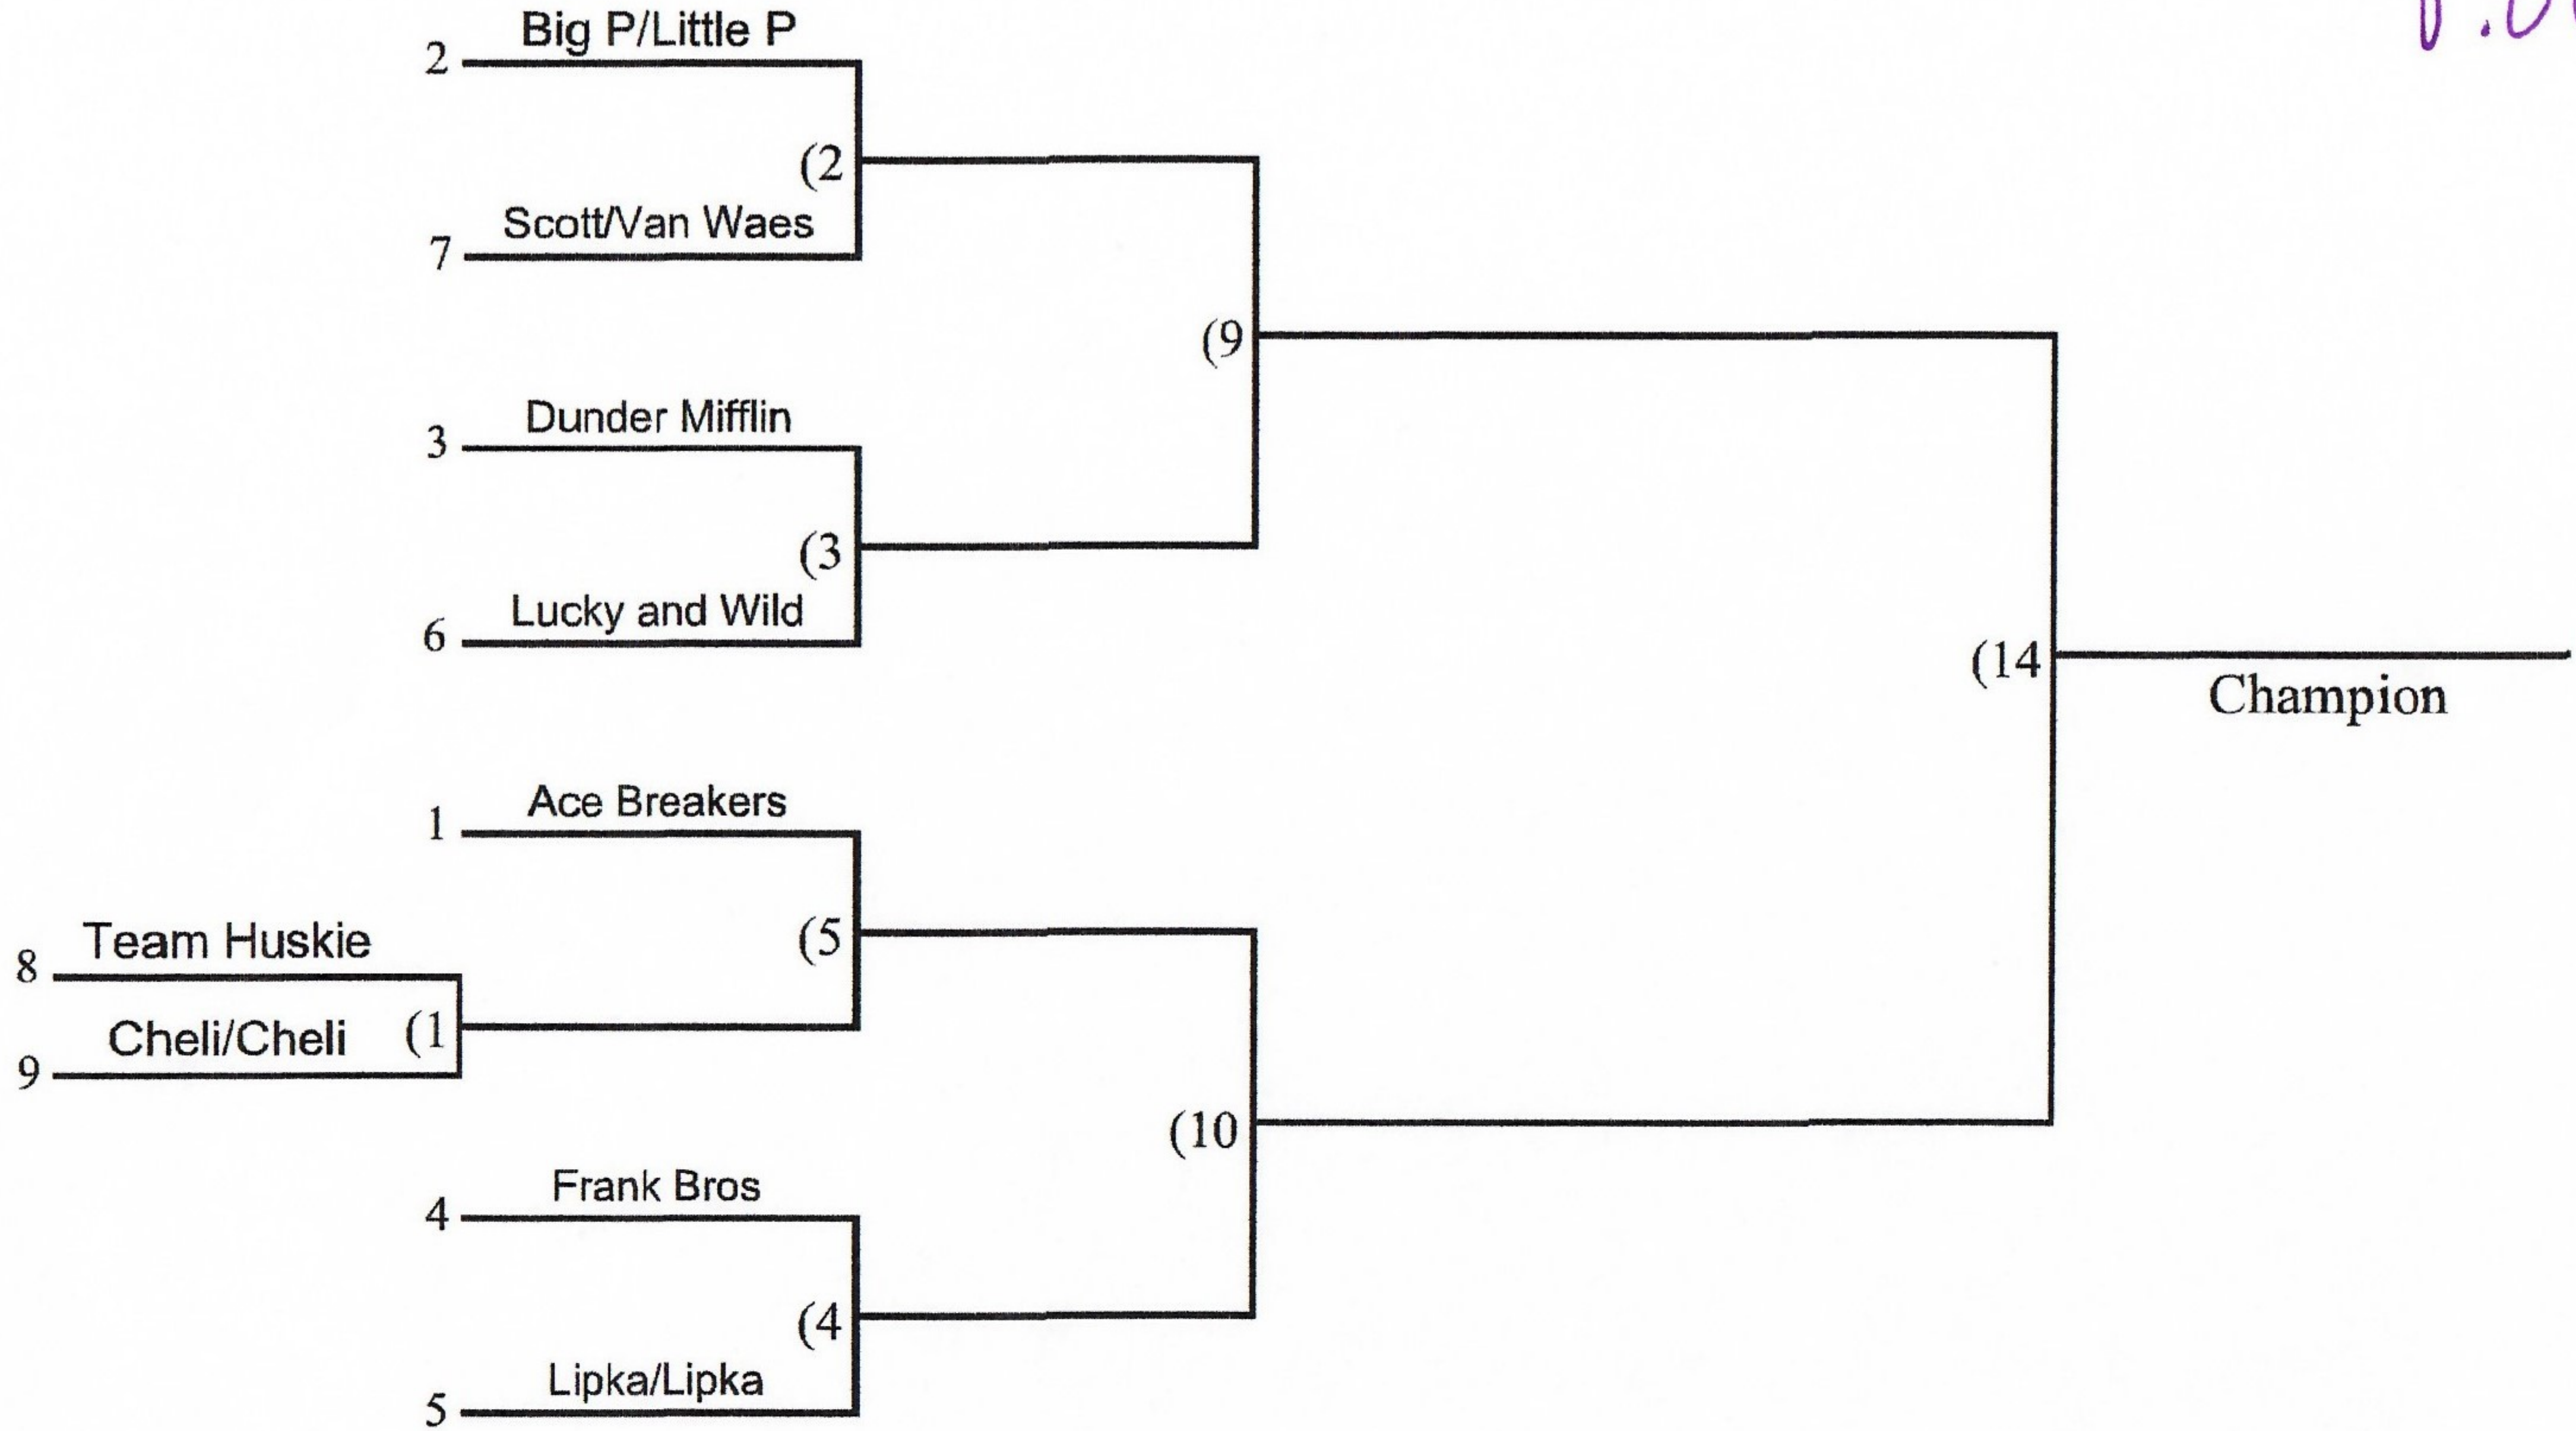 Big P/Little P
2
(2
Scott/Van Waes
7
(9
Dunder Mifflin
3
(3
Lucky and Wild
6
(14
Champion
Ace Breakers
1
(5
Team Huskie
8
Cheli/Cheli (1
9
(10
Frank Bros
4
(4
Lipka/Lipka
5